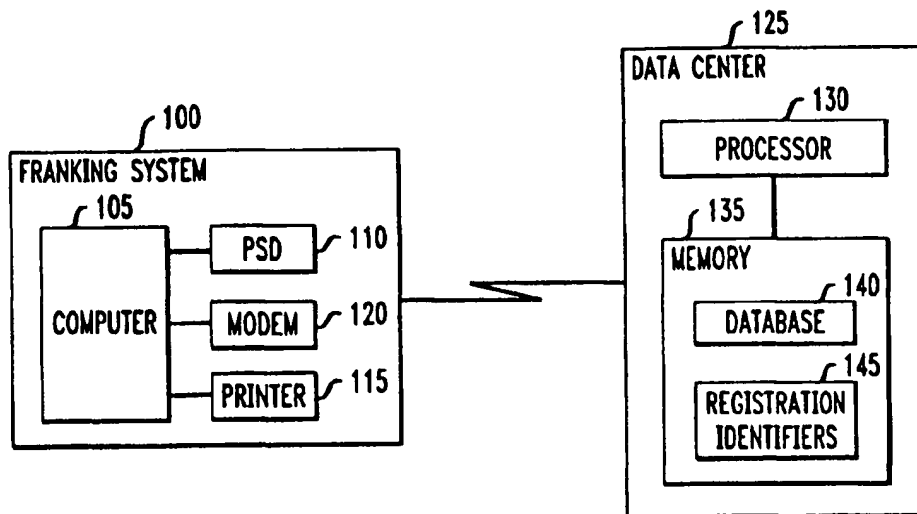 125
DATA CENTER
130
PROCESSOR
135
MEMORY
140
DATABASE
145
REGISTRATION
IDENTIFIERS
100
FRANKING SYSTEM
105
COMPUTER
PSD
110
MODEM
120
PRINTER
115